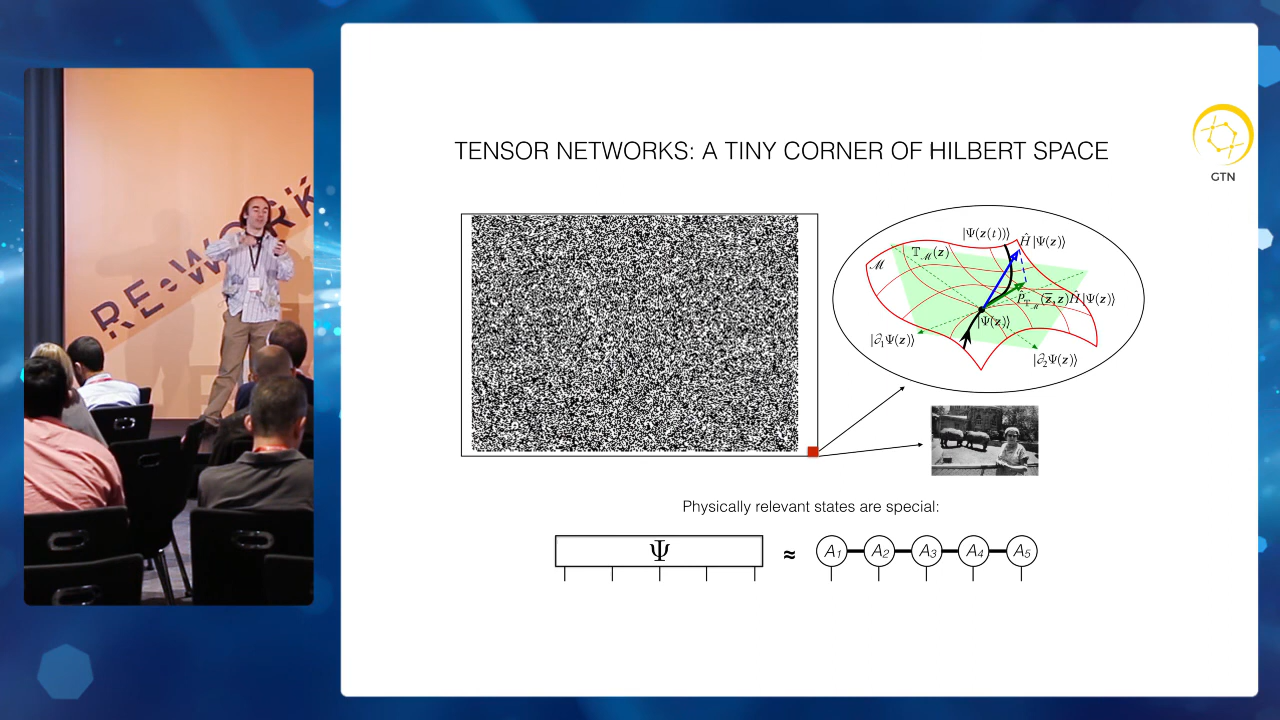 RE•WORK
TENSOR NETWORKS: A TINY CORNER OF HILBERT SPACE
GTN
|Ψ(z(t))⟩
Ĥ|Ψ(z)⟩
𝕋ℳ(z)
ℳ
P𝕋ℳ(z̄,z)Ĥ|Ψ(z)⟩
|Ψ(z)⟩
|∂₁Ψ(z)⟩
|∂₂Ψ(z)⟩
Physically relevant states are special:
Ψ ≈ A₁ A₂ A₃ A₄ A₅